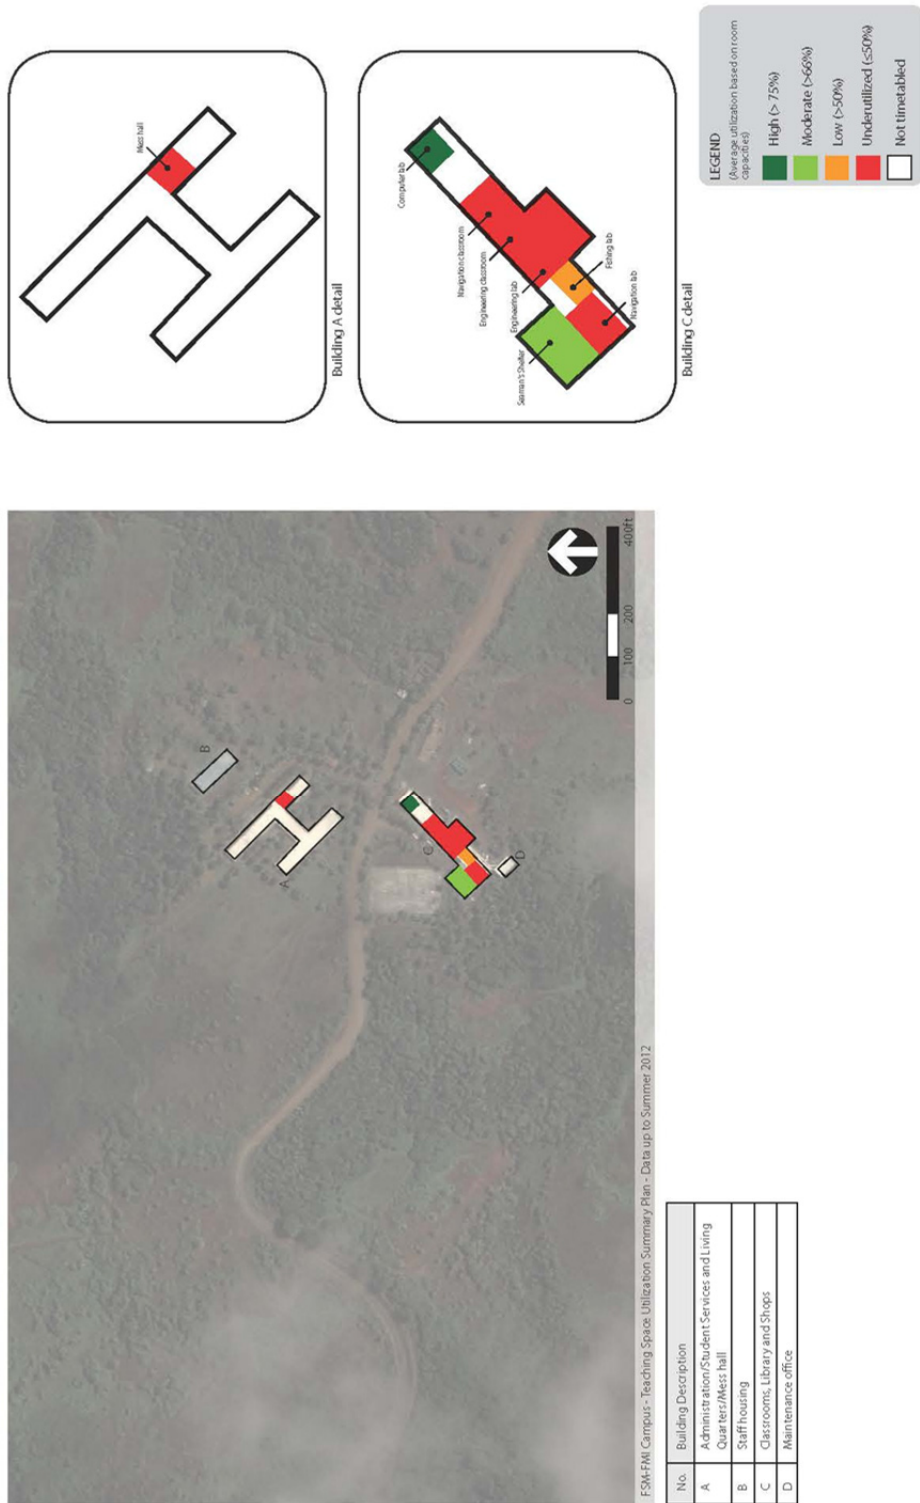 Mess hall
Building A detail
Computer lab
Navigation classroom
Engineering classroom
Engineering lab
Fishing lab
Seaman's Shelter
Navigation lab
Building C detail
LEGEND
(Average utilization based on room
capacities)
High (> 75%)
Moderate (>66%)
Low (>50%)
Underutilized (≤50%)
Not timetabled
A
B
C
D
0 100 200 400ft
FSM-FMI Campus - Teaching Space Utilization Summary Plan - Data up to Summer 2012
No. Building Description
A Administration/Student Services and Living
Quarters/Mess hall
B Staff housing
C Classrooms, Library and Shops
D Maintenance office